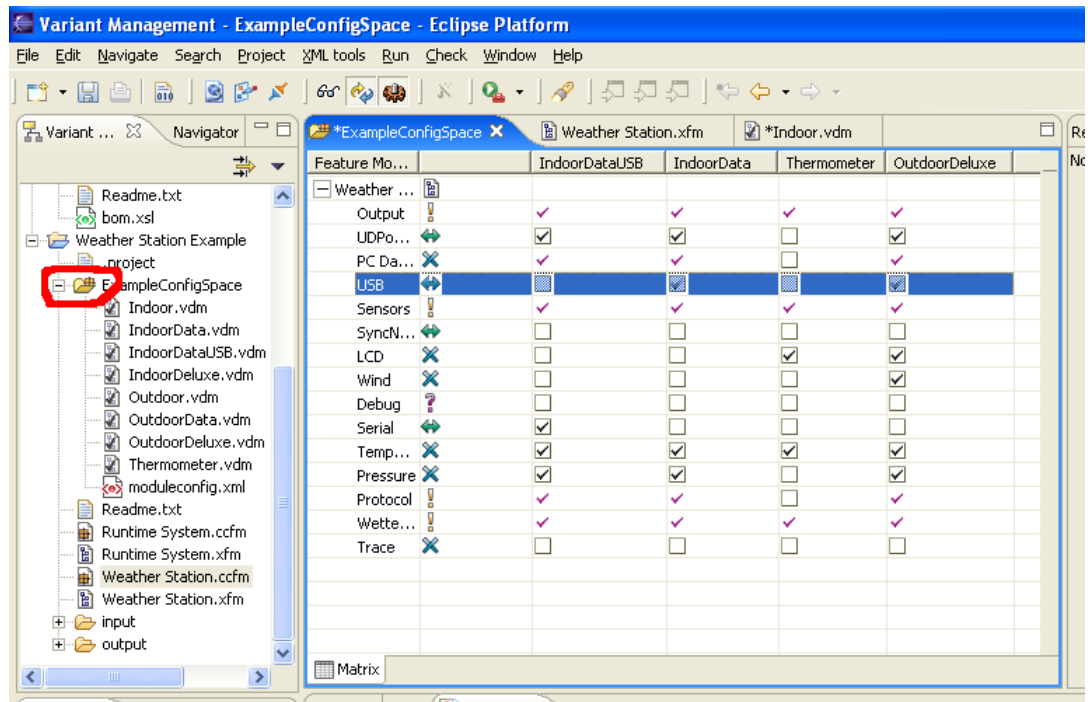 Variant Management - ExampleConfigSpace - Eclipse Platform
File Edit Navigate Search Project XML tools Run Check Window Help
Variant ... Navigator
*ExampleConfigSpace Weather Station.xfm *Indoor.vdm
Readme.txt
bom.xsl
Weather Station Example
.project
ExampleConfigSpace
Indoor.vdm
IndoorData.vdm
IndoorDataUSB.vdm
IndoorDeluxe.vdm
Outdoor.vdm
OutdoorData.vdm
OutdoorDeluxe.vdm
Thermometer.vdm
moduleconfig.xml
Readme.txt
Runtime System.ccfm
Runtime System.xfm
Weather Station.ccfm
Weather Station.xfm
input
output
Feature Mo... IndoorDataUSB IndoorData Thermometer OutdoorDeluxe
Weather ...
Output
UDPo...
PC Da...
USB
Sensors
SyncN...
LCD
Wind
Debug
Serial
Temp...
Pressure
Protocol
Wette...
Trace
Matrix
Re
No